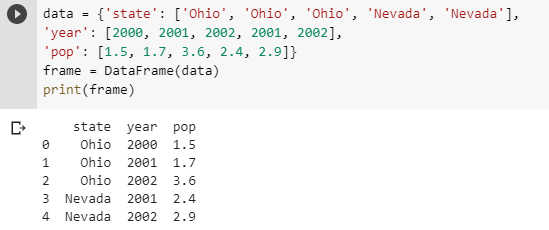 data = {'state': ['Ohio', 'Ohio', 'Ohio', 'Nevada', 'Nevada'],
'year': [2000, 2001, 2002, 2001, 2002],
'pop': [1.5, 1.7, 3.6, 2.4, 2.9]}
frame = DataFrame(data)
print(frame)
    state  year  pop
0    Ohio  2000  1.5
1    Ohio  2001  1.7
2    Ohio  2002  3.6
3  Nevada  2001  2.4
4  Nevada  2002  2.9